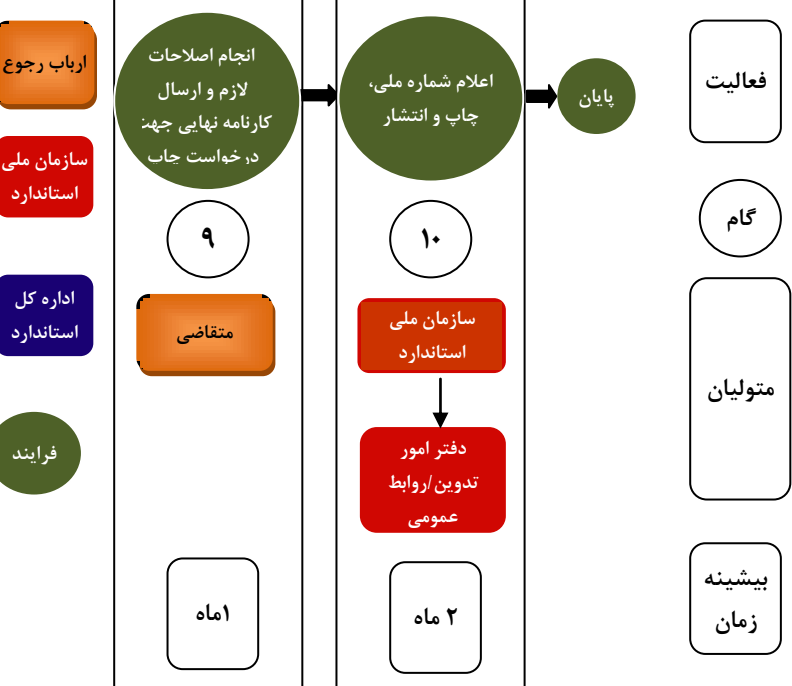 فعالیت
گام
متولیان
بیشینه
زمان
پایان
اعلام شماره ملی،
چاپ و انتشار
۱۰
سازمان ملی
استاندارد
دفتر امور
تدوین/روابط
عمومی
۲ ماه
انجام اصلاحات
لازم و ارسال
کارنامه نهایی جهت
درخواست چاپ
۹
متقاضی
۱ماه
ارباب رجوع
سازمان ملی
استاندارد
اداره کل
استاندارد
فرایند